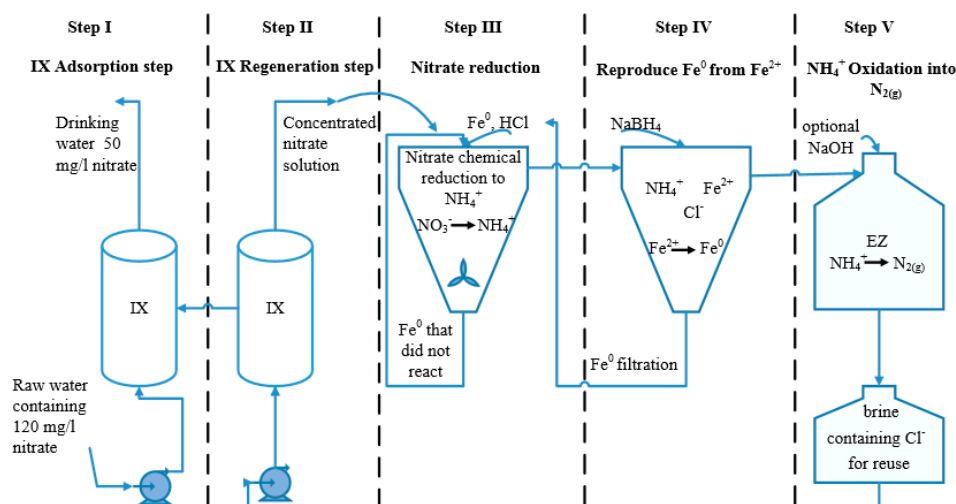 Step I
IX Adsorption step
Drinking
water 50
mg/l nitrate
IX
Raw water
containing
120 mg/l
nitrate
Step II
IX Regeneration step
Concentrated
nitrate
solution
IX
Step III
Nitrate reduction
Fe⁰, HCl
Nitrate chemical
reduction to
NH₄⁺
NO₃⁻ → NH₄⁺
Fe⁰ that
did not
react
Step IV
Reproduce Fe⁰ from Fe²⁺
NaBH₄
NH₄⁺ Fe²⁺
Cl⁻
Fe²⁺ → Fe⁰
Fe⁰ filtration
Step V
NH₄⁺ Oxidation into
N₂₍g₎
optional
NaOH
EZ
NH₄⁺ → N₂₍g₎
brine
containing Cl⁻
for reuse